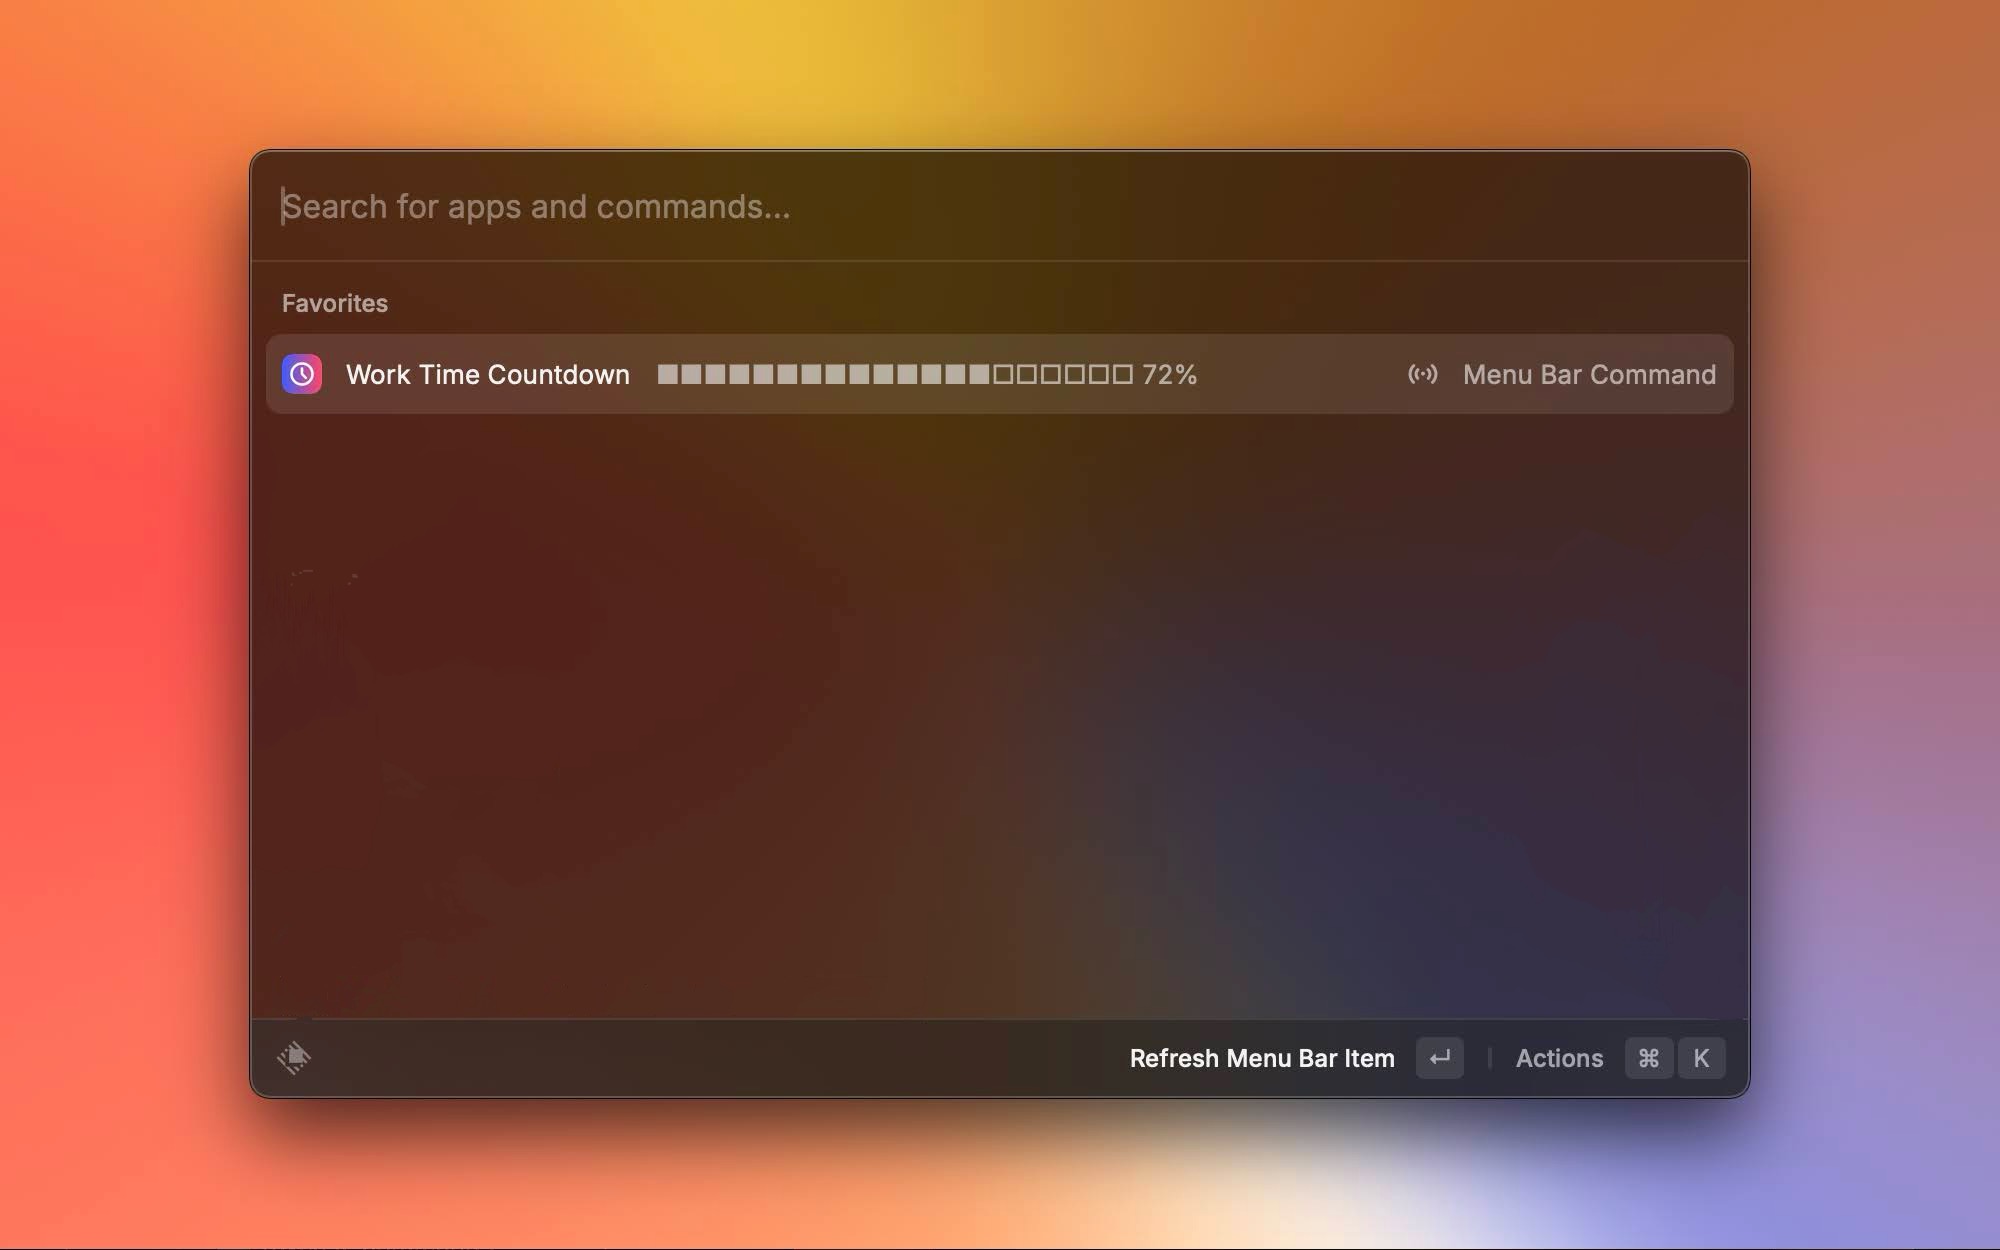 Search for apps and commands...
Favorites
Work Time Countdown ■■■■■■■■■■■■■■□□□□□□ 72% Menu Bar Command
Refresh Menu Bar Item ↵ Actions ⌘ K